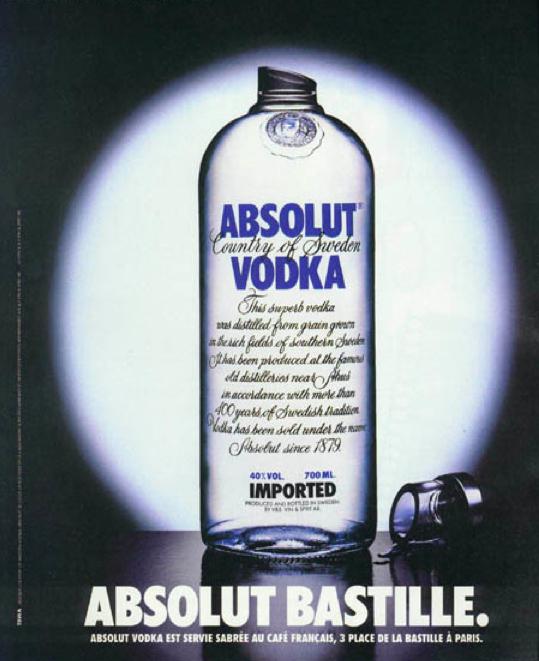 ABSOLUT®
Country of Sweden
VODKA
This superb vodka
was distilled from grain grown
in the rich fields of southern Sweden
It has been produced at the famous
old distilleries near Åhus
in accordance with more than
400 years of Swedish tradition
Vodka has been sold under the name
Absolut since 1879.
40% VOL. 700 ML.
IMPORTED
PRODUCED AND BOTTLED IN SWEDEN
BY V&S VIN & SPRIT AB.
ABSOLUT BASTILLE.
ABSOLUT VODKA EST SERVIE SABRÉE AU CAFÉ FRANÇAIS, 3 PLACE DE LA BASTILLE À PARIS.